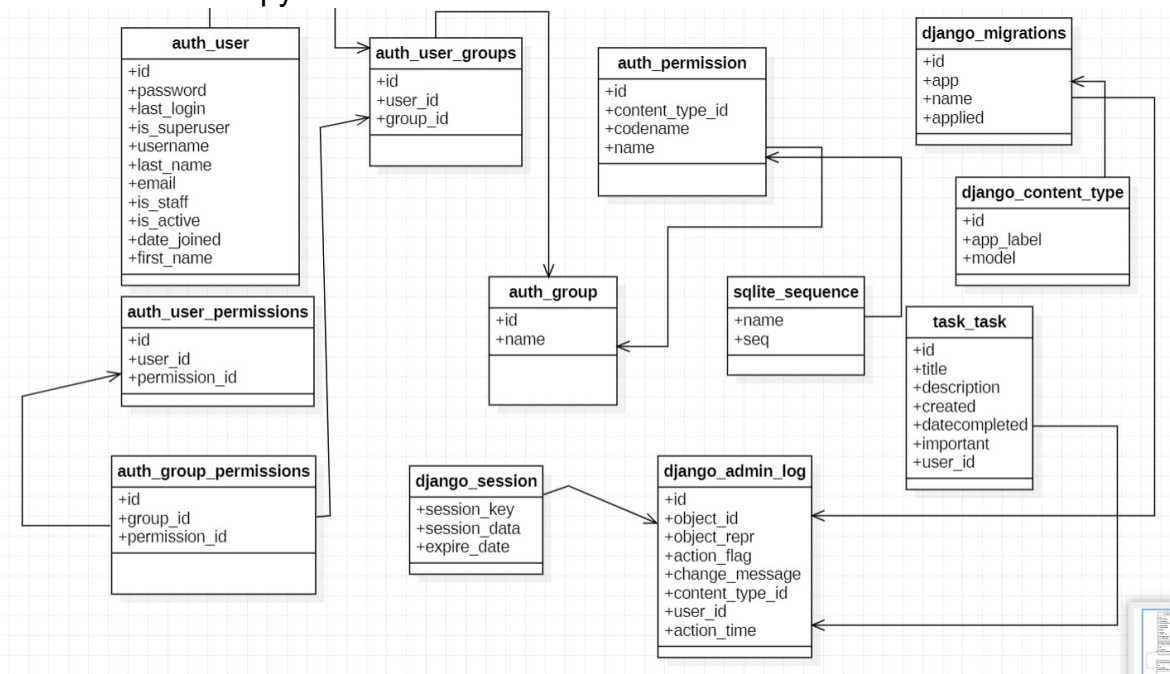 py
auth_user
+id
+password
+last_login
+is_superuser
+username
+last_name
+email
+is_staff
+is_active
+date_joined
+first_name
auth_user_groups
+id
+user_id
+group_id
auth_permission
+id
+content_type_id
+codename
+name
django_migrations
+id
+app
+name
+applied
django_content_type
+id
+app_label
+model
auth_user_permissions
+id
+user_id
+permission_id
auth_group
+id
+name
sqlite_sequence
+name
+seq
task_task
+id
+title
+description
+created
+datecompleted
+important
+user_id
auth_group_permissions
+id
+group_id
+permission_id
django_session
+session_key
+session_data
+expire_date
django_admin_log
+id
+object_id
+object_repr
+action_flag
+change_message
+content_type_id
+user_id
+action_time